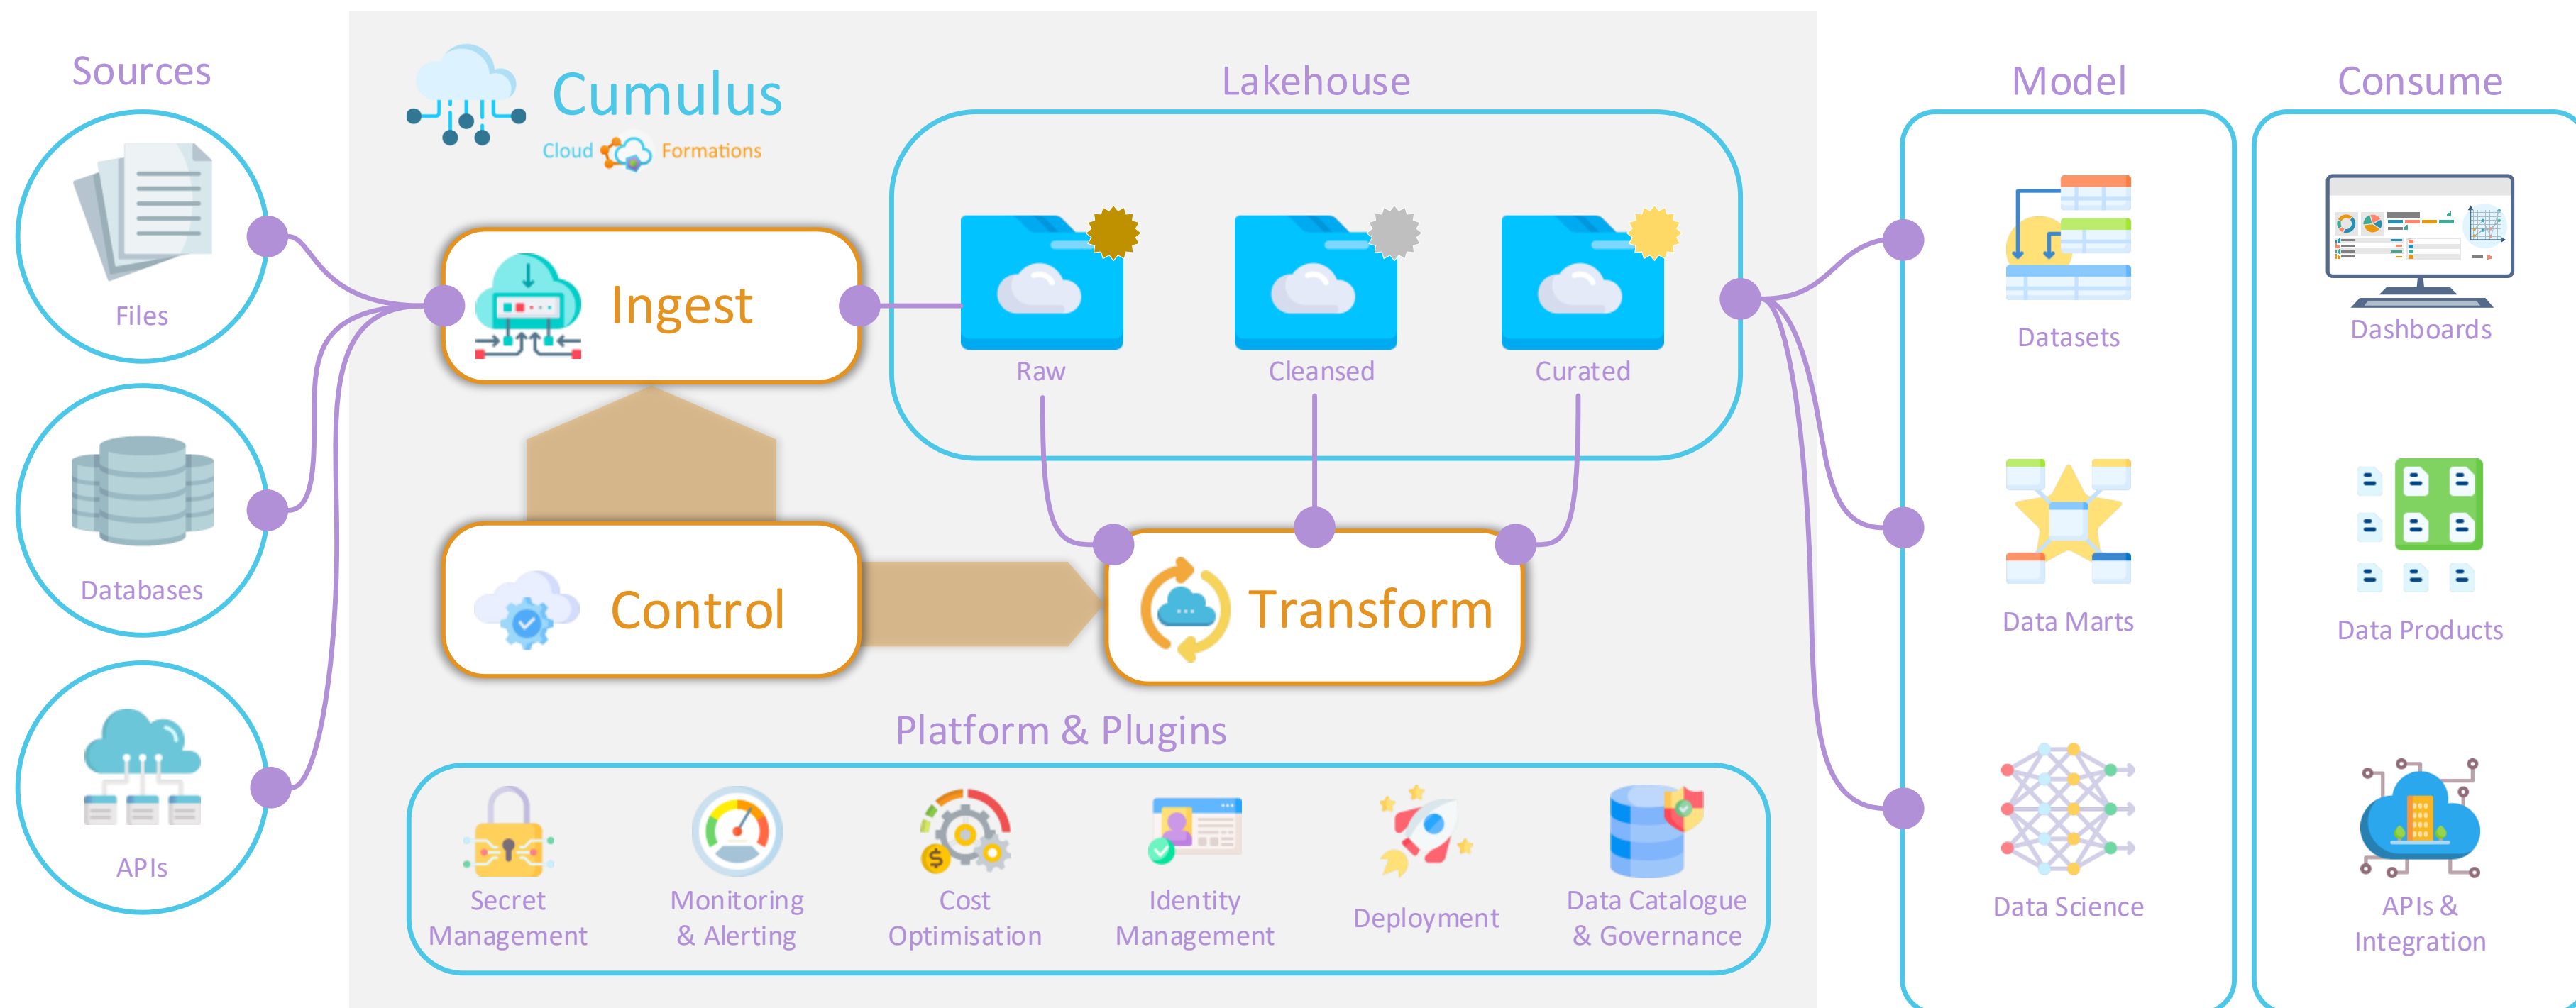 Sources
Files
Databases
APIs
Cumulus
Cloud Formations
Ingest
Control
Lakehouse
Raw
Cleansed
Curated
Transform
Platform & Plugins
Secret
Management
Monitoring
& Alerting
Cost
Optimisation
Identity
Management
Deployment
Data Catalogue
& Governance
Model
Datasets
Data Marts
Data Science
Consume
Dashboards
Data Products
APIs &
Integration